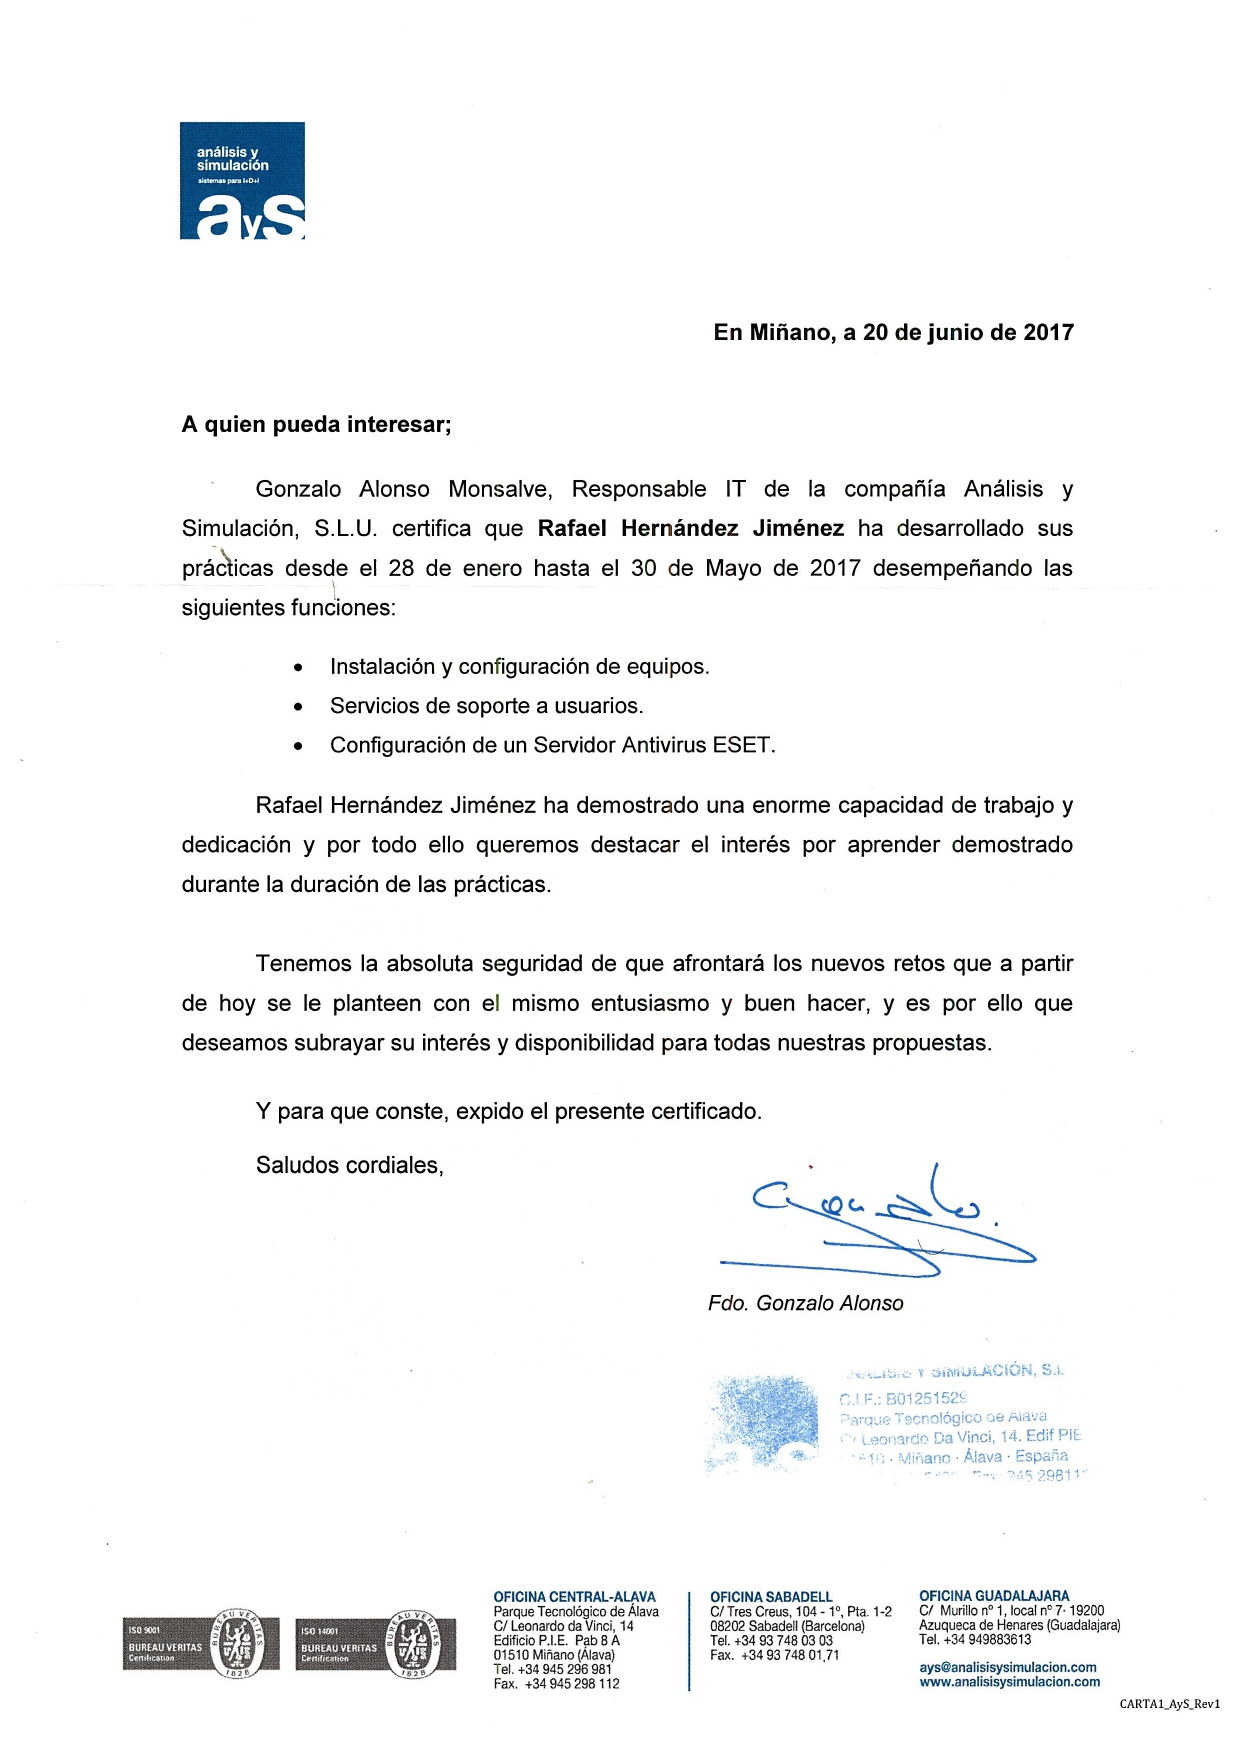 análisis y
simulación
sistemas para I+D+i
ays
En Miñano, a 20 de junio de 2017
A quien pueda interesar;
Gonzalo Alonso Monsalve, Responsable IT de la compañía Análisis y
Simulación, S.L.U. certifica que Rafael Hernández Jiménez ha desarrollado sus
prácticas desde el 28 de enero hasta el 30 de Mayo de 2017 desempeñando las
siguientes funciones:
• Instalación y configuración de equipos.
• Servicios de soporte a usuarios.
• Configuración de un Servidor Antivirus ESET.
Rafael Hernández Jiménez ha demostrado una enorme capacidad de trabajo y
dedicación y por todo ello queremos destacar el interés por aprender demostrado
durante la duración de las prácticas.
Tenemos la absoluta seguridad de que afrontará los nuevos retos que a partir
de hoy se le planteen con el mismo entusiasmo y buen hacer, y es por ello que
deseamos subrayar su interés y disponibilidad para todas nuestras propuestas.
Y para que conste, expido el presente certificado.
Saludos cordiales,
Gonzalo.
Fdo. Gonzalo Alonso
Y SIMULACIÓN, S.L
C.I.F.: B01251529
Parque Tecnológico de Álava
C/ Leonardo Da Vinci, 14. Edif PIE
Miñano · Álava · España
ISO 9001
BUREAU VERITAS
Certification
BUREAU VERITAS
1828
ISO 14001
BUREAU VERITAS
Certification
BUREAU VERITAS
1828
OFICINA CENTRAL-ALAVA
Parque Tecnológico de Álava
C/ Leonardo da Vinci, 14
Edificio P.I.E. Pab 8 A
01510 Miñano (Álava)
Tel. +34 945 296 981
Fax. +34 945 298 112
OFICINA SABADELL
C/ Tres Creus, 104 - 1º, Pta. 1-2
08202 Sabadell (Barcelona)
Tel. +34 93 748 03 03
Fax. +34 93 748 01 71
OFICINA GUADALAJARA
C/ Murillo nº 1, local nº 7- 19200
Azuqueca de Henares (Guadalajara)
Tel. +34 949883613
ays@analisisysimulacion.com
www.analisisysimulacion.com
CARTA1_AyS_Rev1